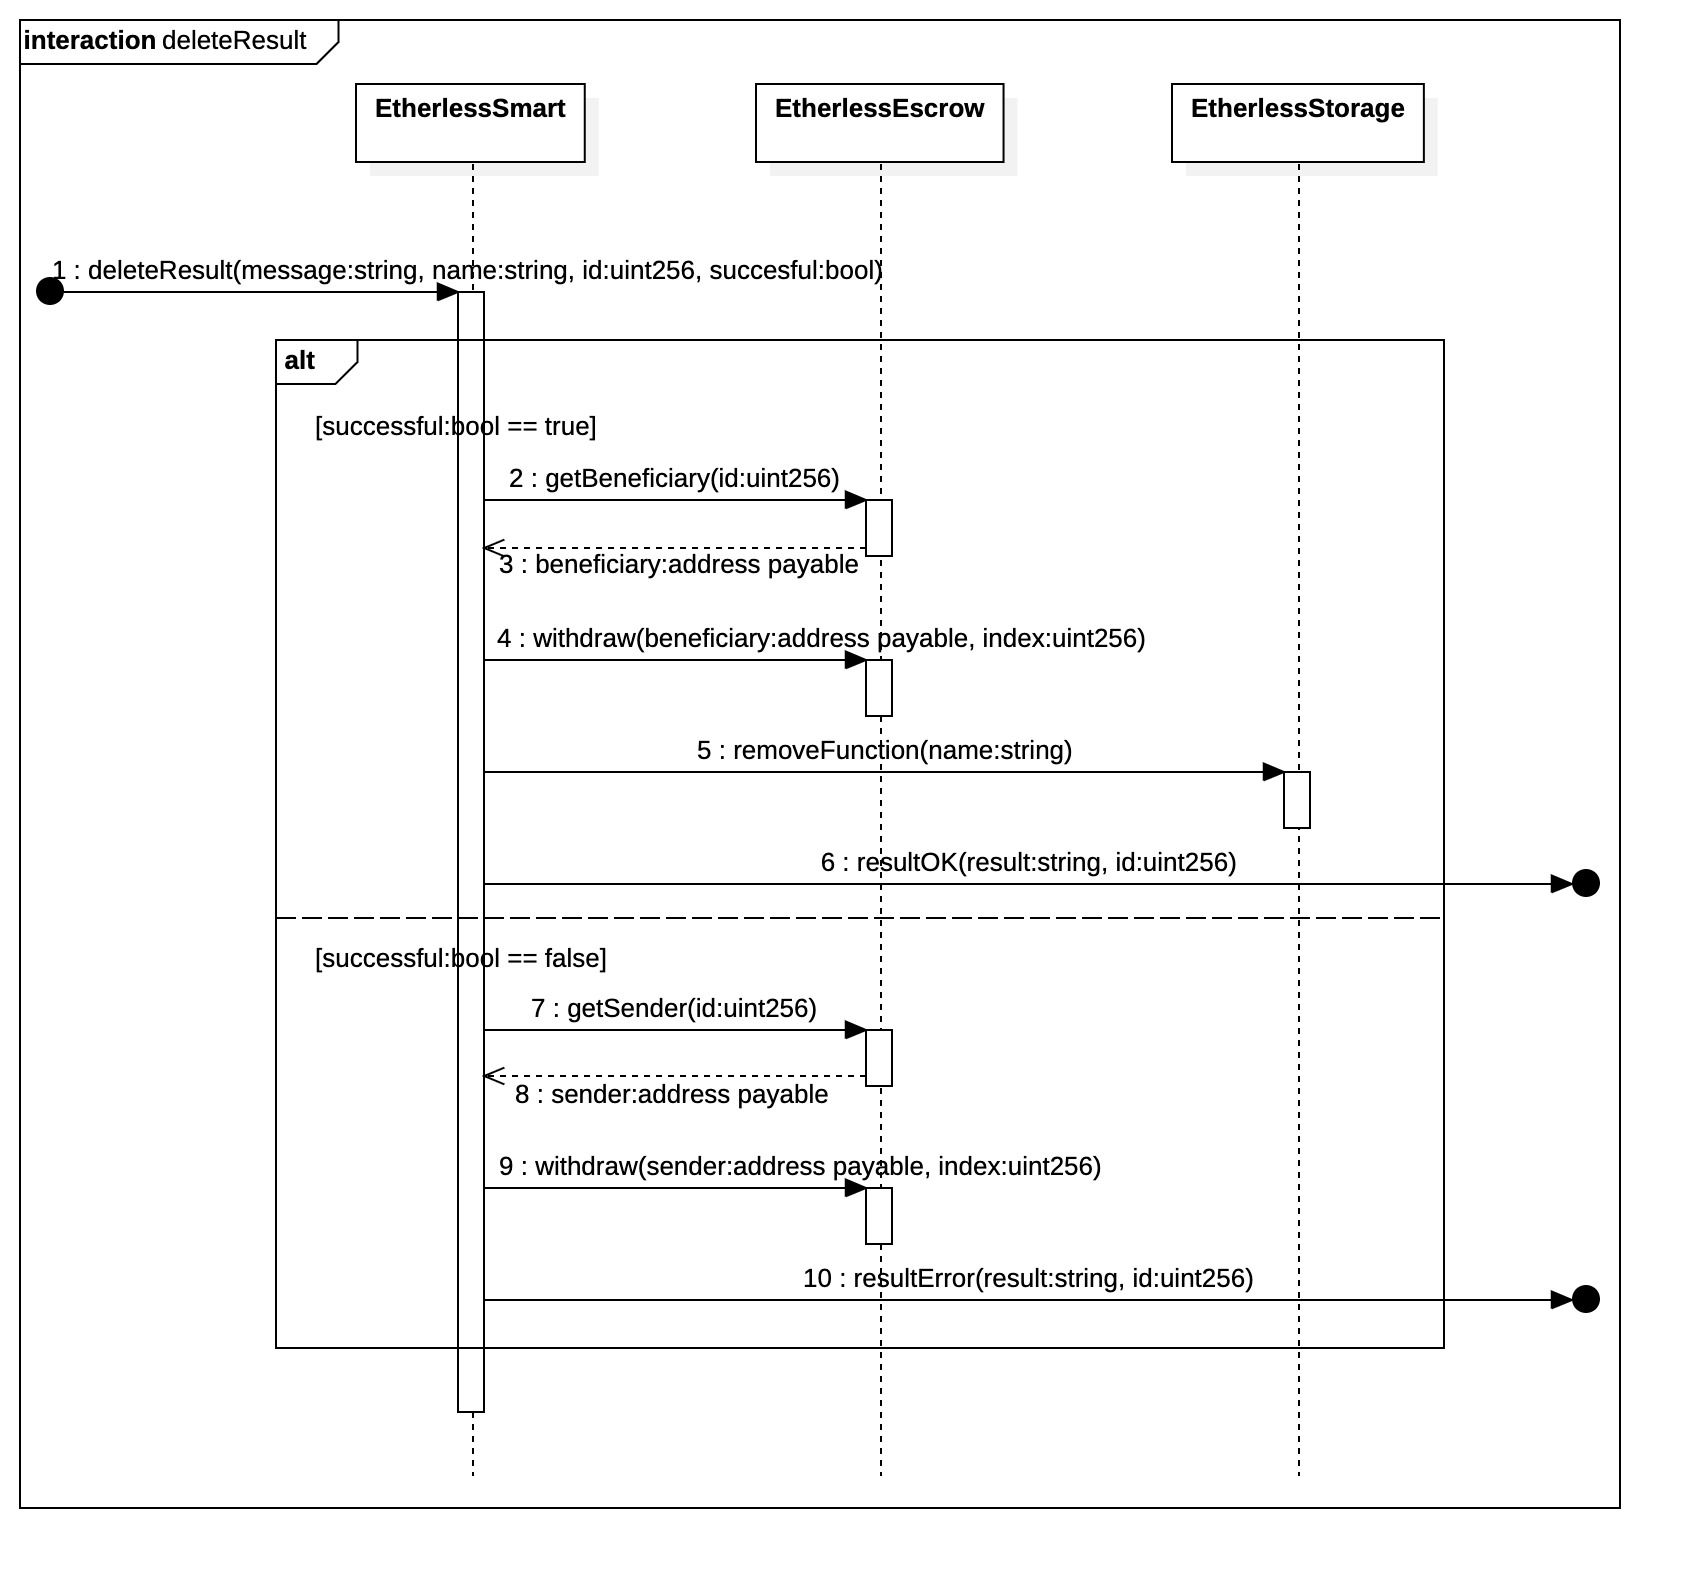 interaction deleteResult
EtherlessSmart
EtherlessEscrow
EtherlessStorage
1 : deleteResult(message:string, name:string, id:uint256, succesful:bool)
alt
[successful:bool == true]
2 : getBeneficiary(id:uint256)
3 : beneficiary:address payable
4 : withdraw(beneficiary:address payable, index:uint256)
5 : removeFunction(name:string)
6 : resultOK(result:string, id:uint256)
[successful:bool == false]
7 : getSender(id:uint256)
8 : sender:address payable
9 : withdraw(sender:address payable, index:uint256)
10 : resultError(result:string, id:uint256)